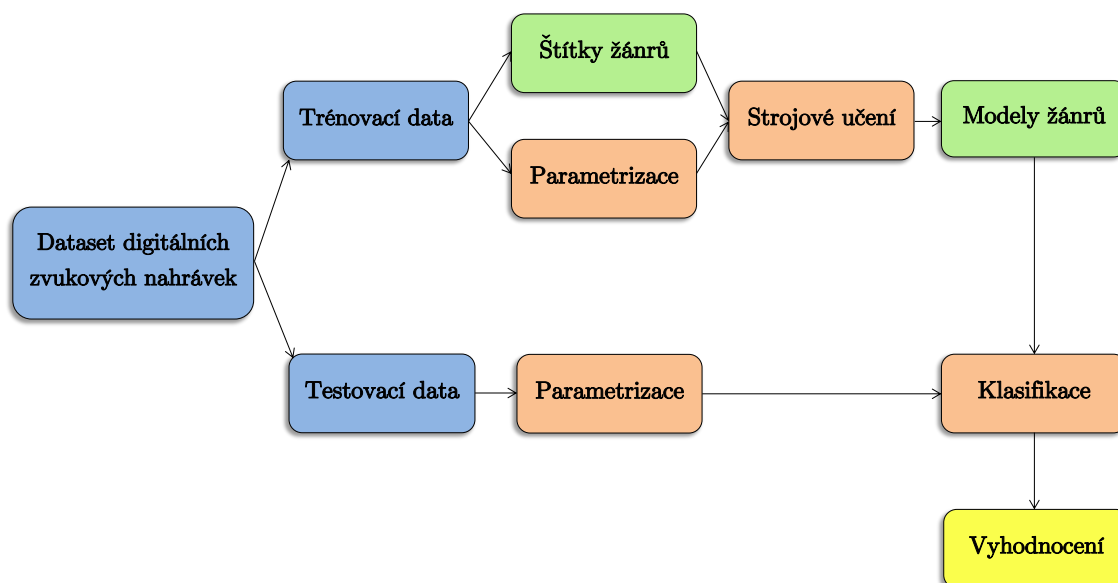 Štítky žánrů
Trénovací data
Strojové učení
Modely žánrů
Parametrizace
Dataset digitálních
zvukových nahrávek
Testovací data
Parametrizace
Klasifikace
Vyhodnocení